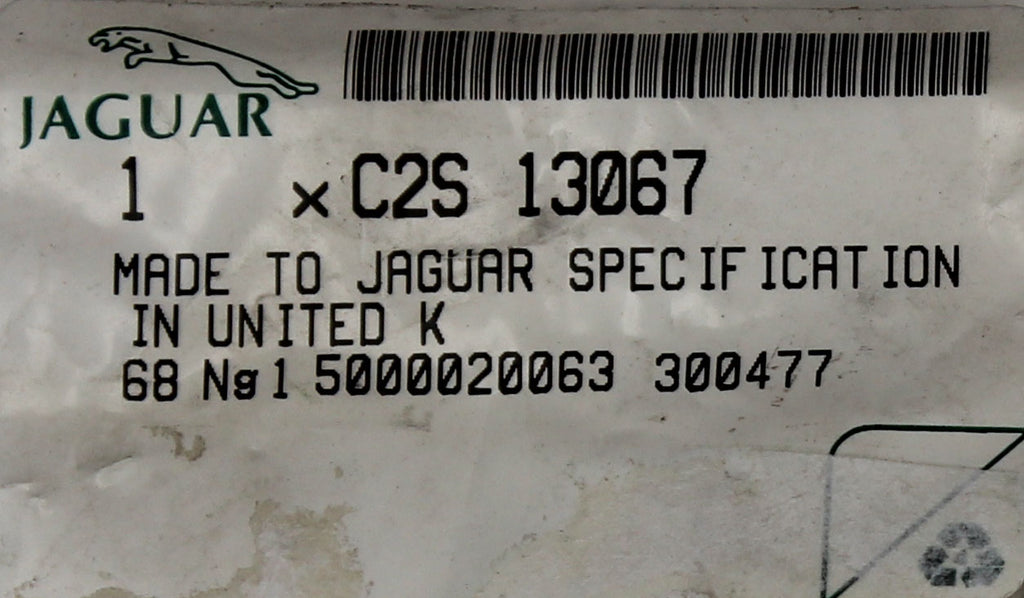 JAGUAR
1 x C2S 13067
MADE TO JAGUAR SPECIFICATION
IN UNITED K
68 Ng1 5000020063 300477